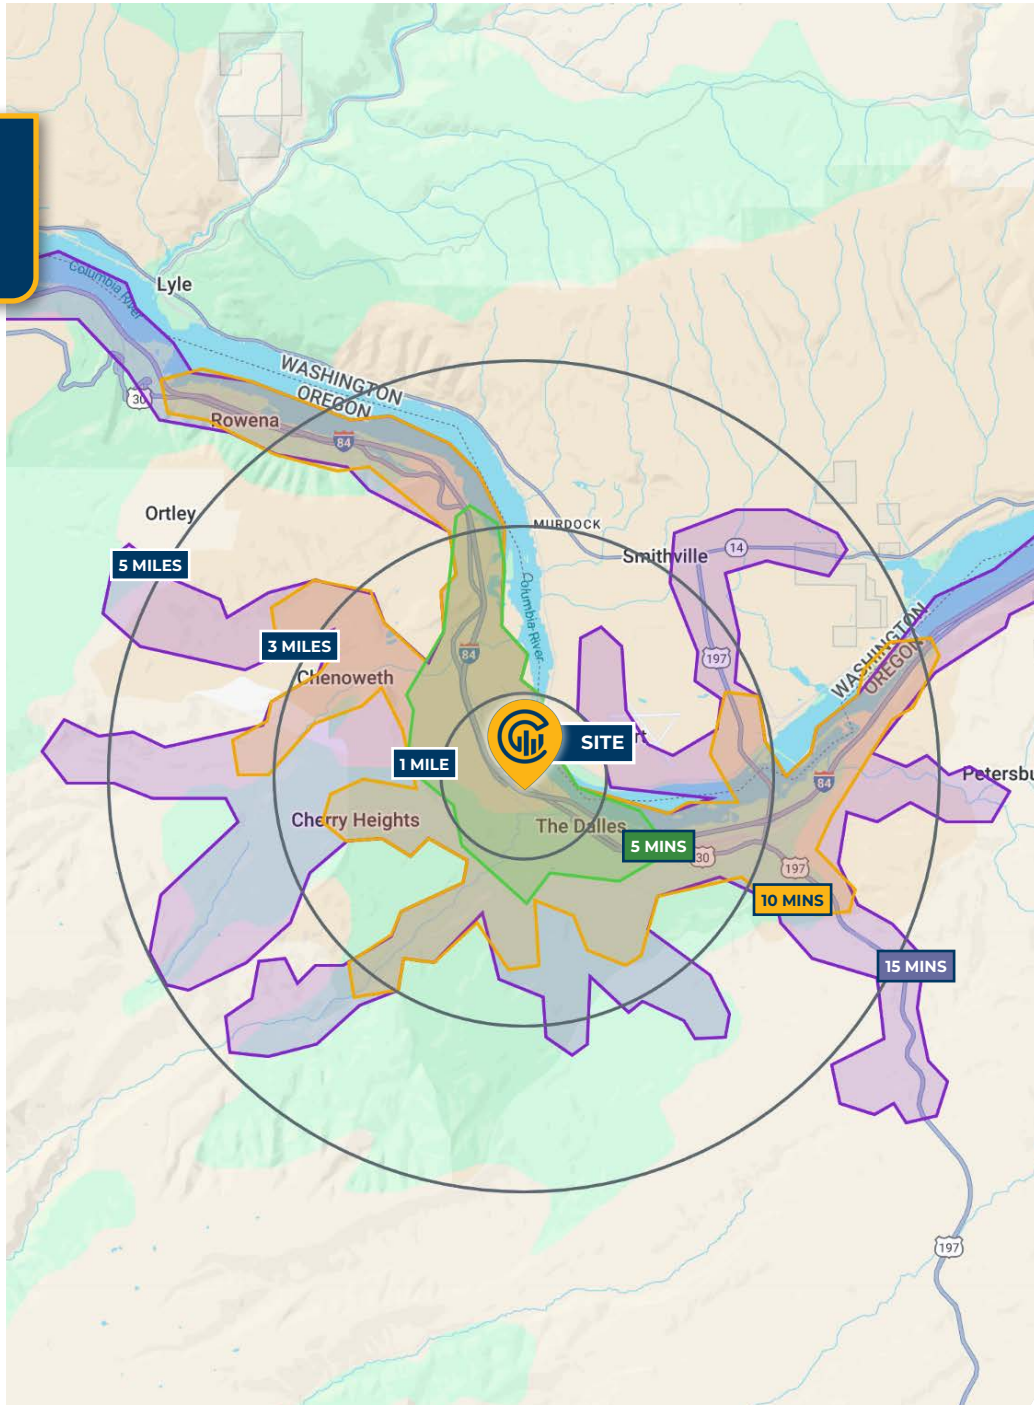 Columbia River
Lyle
WASHINGTON
OREGON
30
Rowena
84
Ortley
MURDOCK
5 MILES
Smithville
14
Columbia River
3 MILES
84
197
WASHINGTON
OREGON
Chenoweth
SITE
1 MILE
84
Petersbu
Cherry Heights
The Dalles
5 MINS
30
197
10 MINS
15 MINS
197